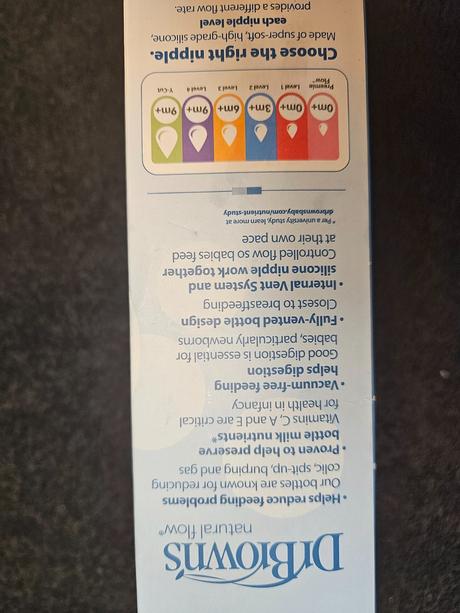 Dr Brown's
natural flow®
• Helps reduce feeding problems
Our bottles are known for reducing
colic, spit-up, burping and gas
• Proven to help preserve
bottle milk nutrients*
Vitamins C, A and E are critical
for health in infancy
• Vacuum-free feeding
helps digestion
Good digestion is essential for
babies, particularly newborns
• Fully-vented bottle design
Closest to breastfeeding
• Internal Vent System and
silicone nipple work together
Controlled flow so babies feed
at their own pace
*Per a university study, learn more at
drbrownsbaby.com/nutrient-study
0m+ 0m+ 3m+ 6m+ 9m+ 9m+
Preemie Flow™ Level 1 Level 2 Level 3 Level 4 Y-Cut
Choose the right nipple.
Made of super-soft, high-grade silicone,
each nipple level
provides a different flow rate.